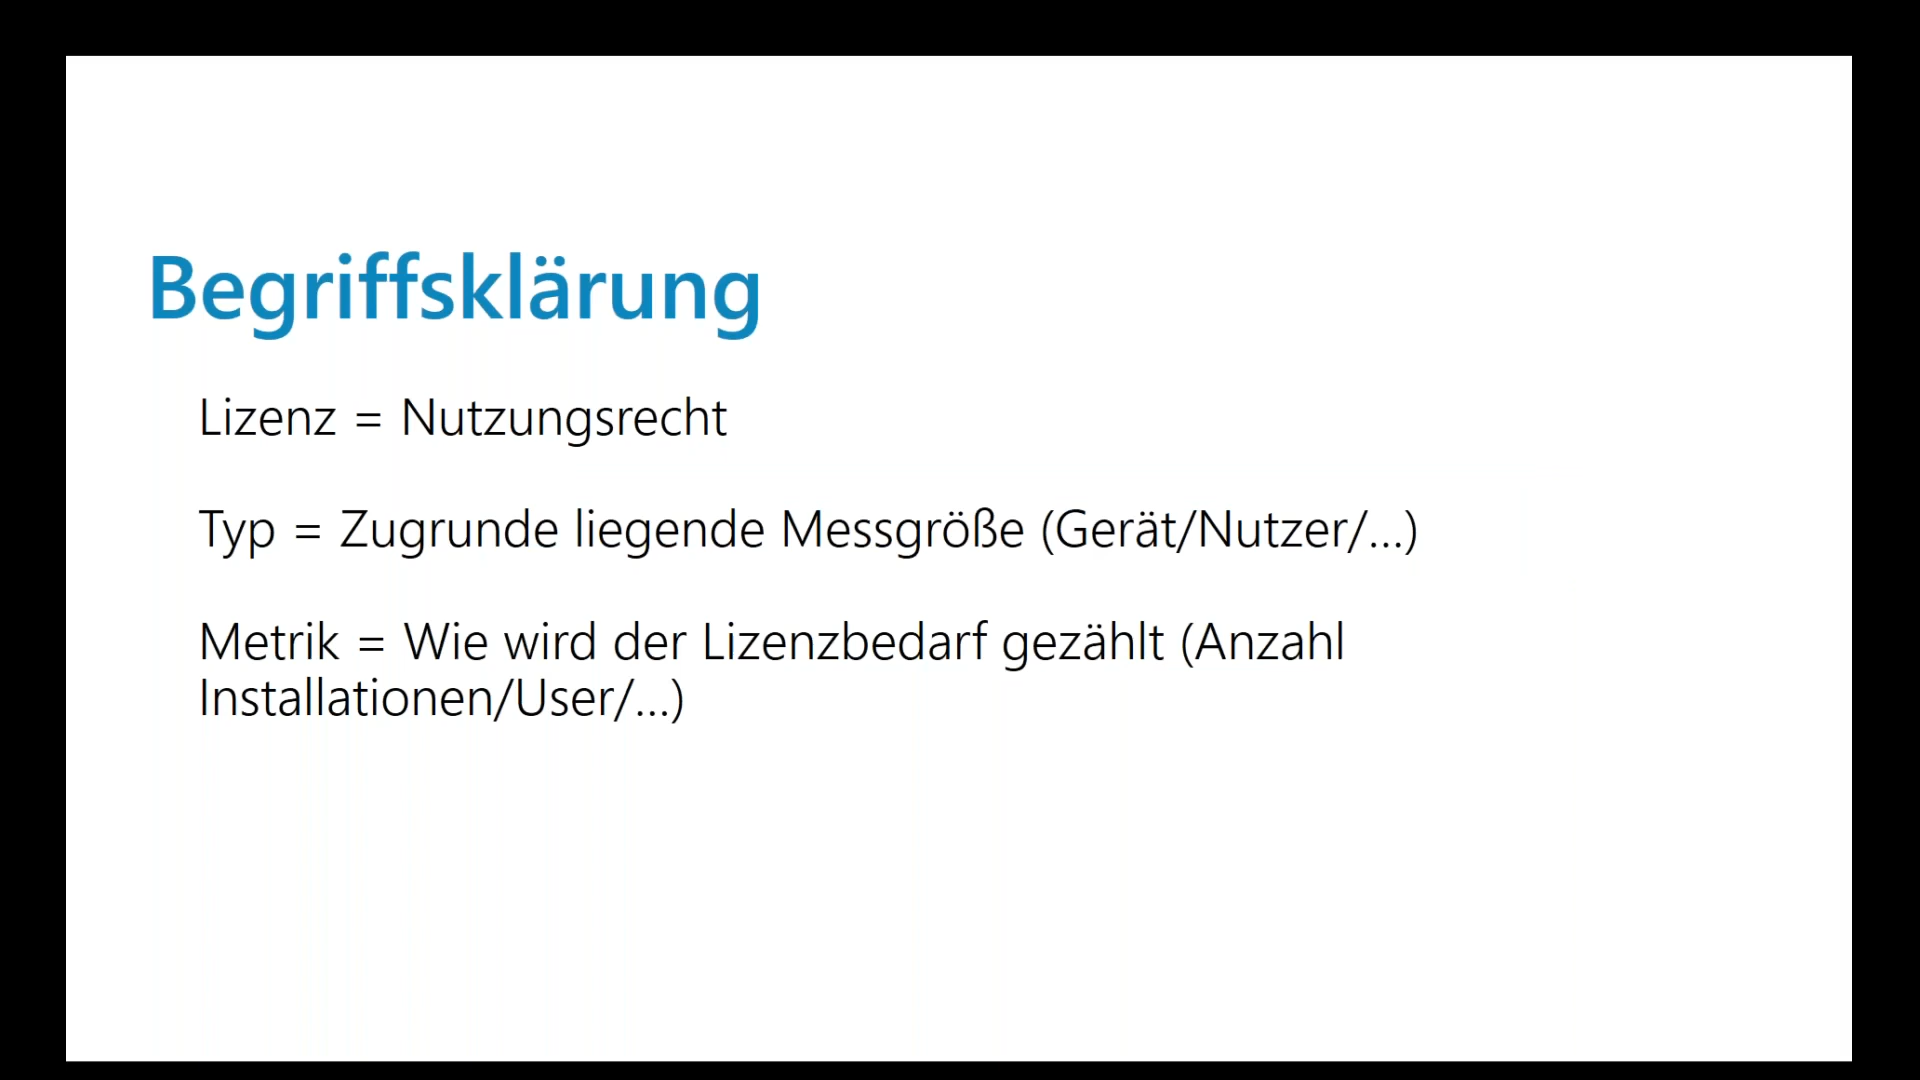 Begriffsklärung
Lizenz = Nutzungsrecht
Typ = Zugrunde liegende Messgröße (Gerät/Nutzer/...)
Metrik = Wie wird der Lizenzbedarf gezählt (Anzahl
Installationen/User/...)